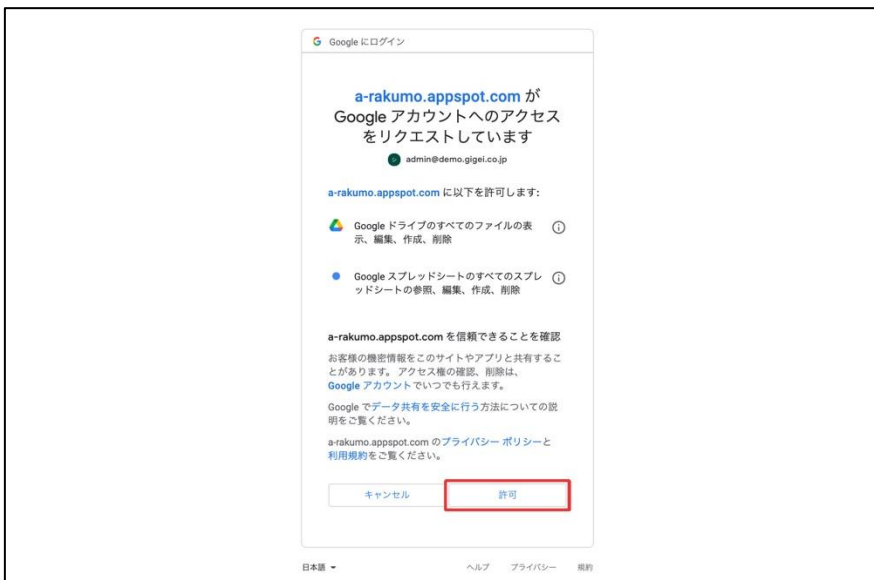 Google にログイン
a-rakumo.appspot.com が
Google アカウントへのアクセス
をリクエストしています
admin@demo.gigei.co.jp
a-rakumo.appspot.com に以下を許可します:
Google ドライブのすべてのファイルの表
示、編集、作成、削除
Google スプレッドシートのすべてのスプレ
ッドシートの参照、編集、作成、削除
a-rakumo.appspot.com を信頼できることを確認
お客様の機密情報をこのサイトやアプリと共有するこ
とがあります。 アクセス権の確認、削除は、
Google アカウントでいつでも行えます。
Google でデータ共有を安全に行う方法についての説
明をご覧ください。
a-rakumo.appspot.com のプライバシー ポリシーと
利用規約をご覧ください。
キャンセル 許可
日本語 ヘルプ プライバシー 規約